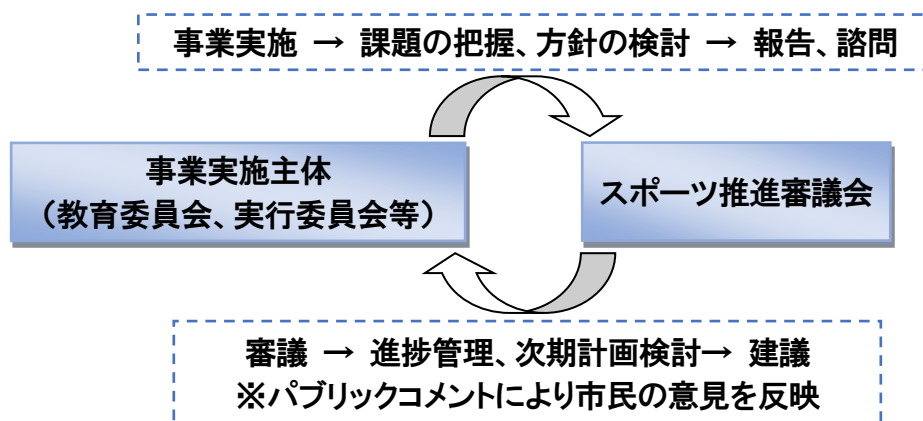 事業実施 → 課題の把握、方針の検討 → 報告、諮問
事業実施主体
（教育委員会、実行委員会等）
スポーツ推進審議会
審議 → 進捗管理、次期計画検討→ 建議
※パブリックコメントにより市民の意見を反映